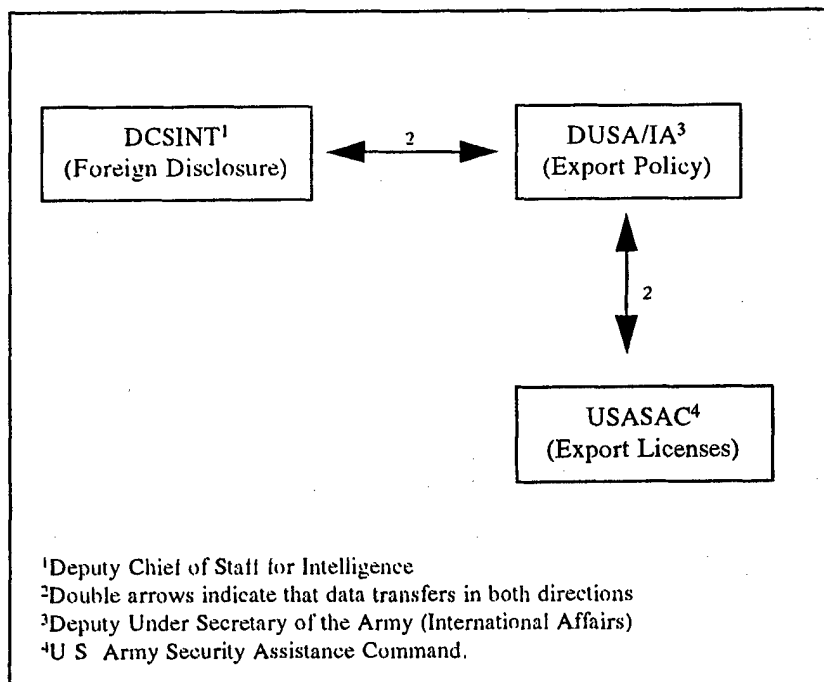 DCSINT¹
(Foreign Disclosure)
2
DUSA/IA³
(Export Policy)
2
USASAC⁴
(Export Licenses)
¹Deputy Chief of Staff for Intelligence
²Double arrows indicate that data transfers in both directions
³Deputy Under Secretary of the Army (International Affairs)
⁴U S Army Security Assistance Command.